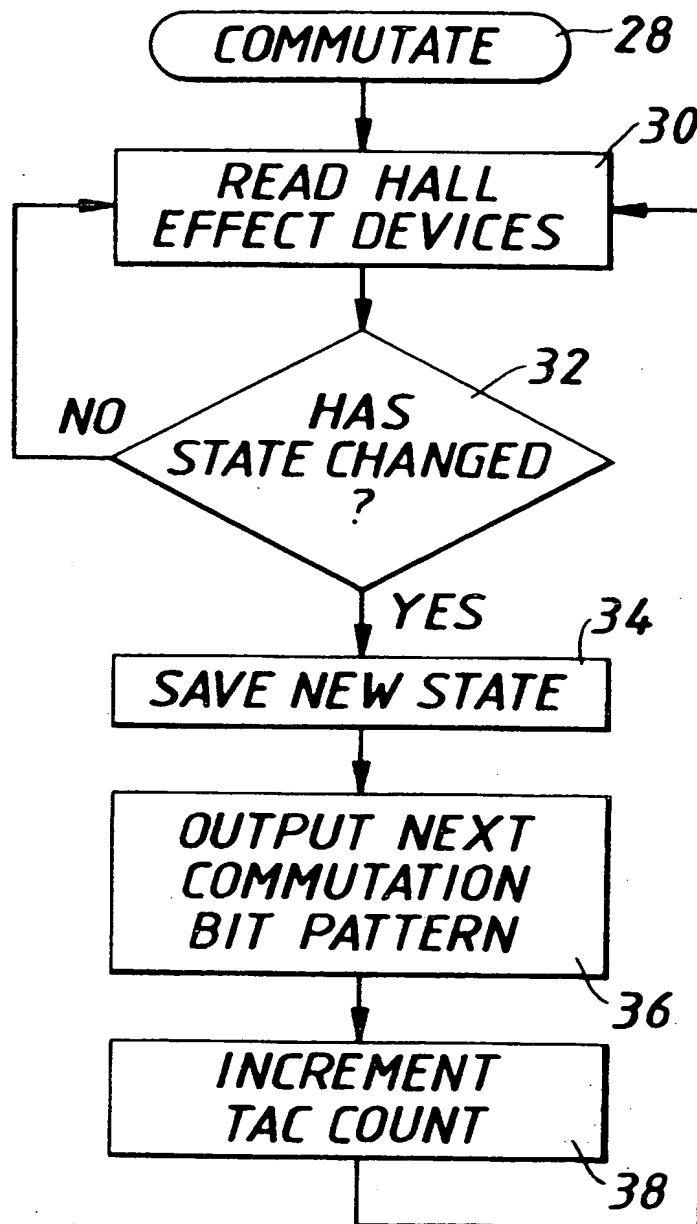 COMMUTATE
28
30
READ HALL
EFFECT DEVICES
32
HAS
STATE CHANGED
?
NO
YES
34
SAVE NEW STATE
OUTPUT NEXT
COMMUTATION
BIT PATTERN
36
INCREMENT
TAC COUNT
38